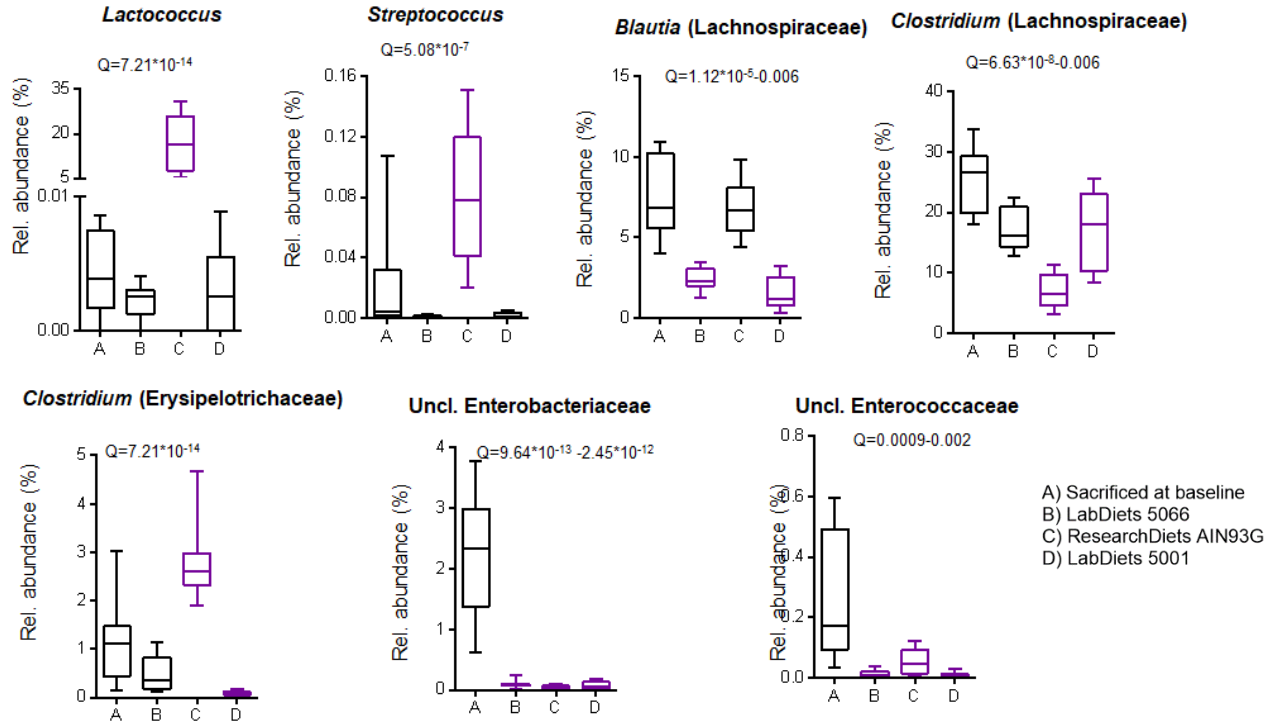 Lactococcus
Q=7.21*10-14
Rel. abundance (%)
35
20
5
0.01
0.00
A B C D
Streptococcus
Q=5.08*10-7
Rel. abundance (%)
0.16
0.12
0.08
0.04
0.00
A B C D
Blautia (Lachnospiraceae)
Q=1.12*10-5-0.006
Rel. abundance (%)
15
10
5
0
A B C D
Clostridium (Lachnospiraceae)
Q=6.63*10-8-0.006
Rel. abundance (%)
40
30
20
10
0
A B C D
Clostridium (Erysipelotrichaceae)
Q=7.21*10-14
Rel. abundance (%)
5
4
3
2
1
0
A B C D
Uncl. Enterobacteriaceae
Q=9.64*10-13 -2.45*10-12
Rel. abundance (%)
4
3
2
1
0
A B C D
Uncl. Enterococcaceae
Q=0.0009-0.002
Rel. abundance (%)
0.8
0.6
0.4
0.2
0.0
A B C D
A) Sacrificed at baseline
B) LabDiets 5066
C) ResearchDiets AIN93G
D) LabDiets 5001